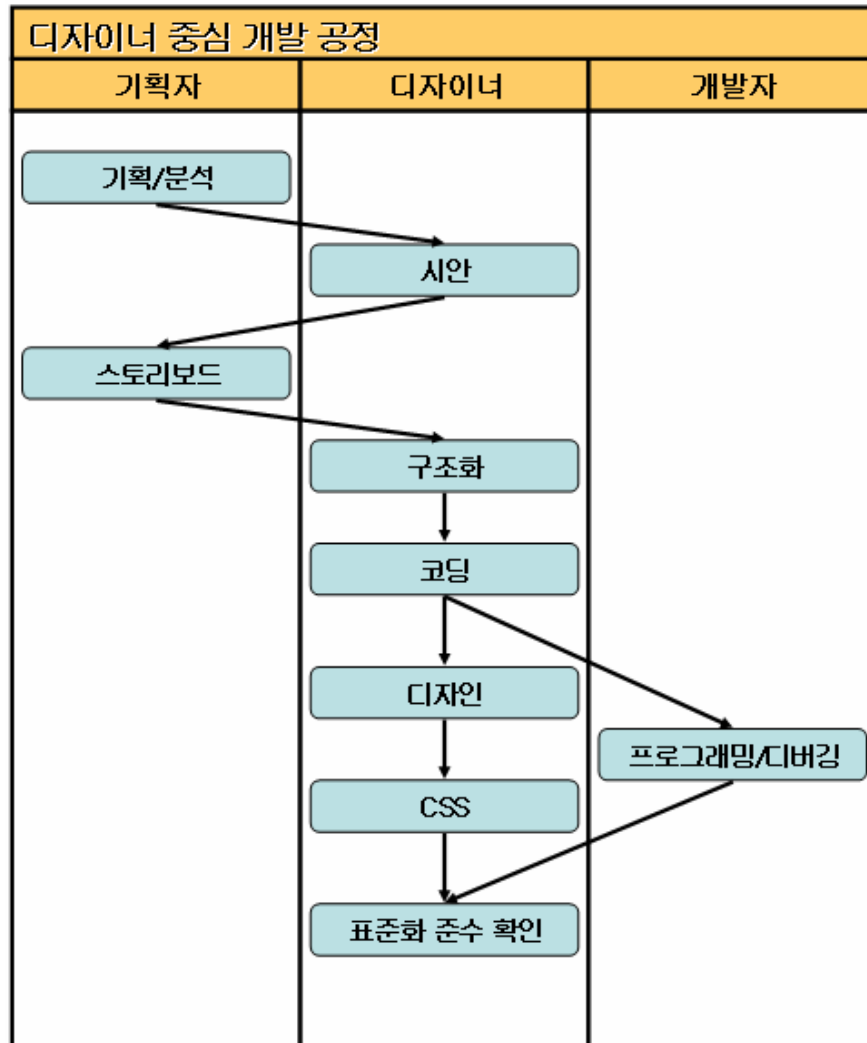 디자이너 중심 개발 공정
기획자
디자이너
개발자
기획/분석
시안
스토리보드
구조화
코딩
디자인
프로그래밍/디버깅
CSS
표준화 준수 확인